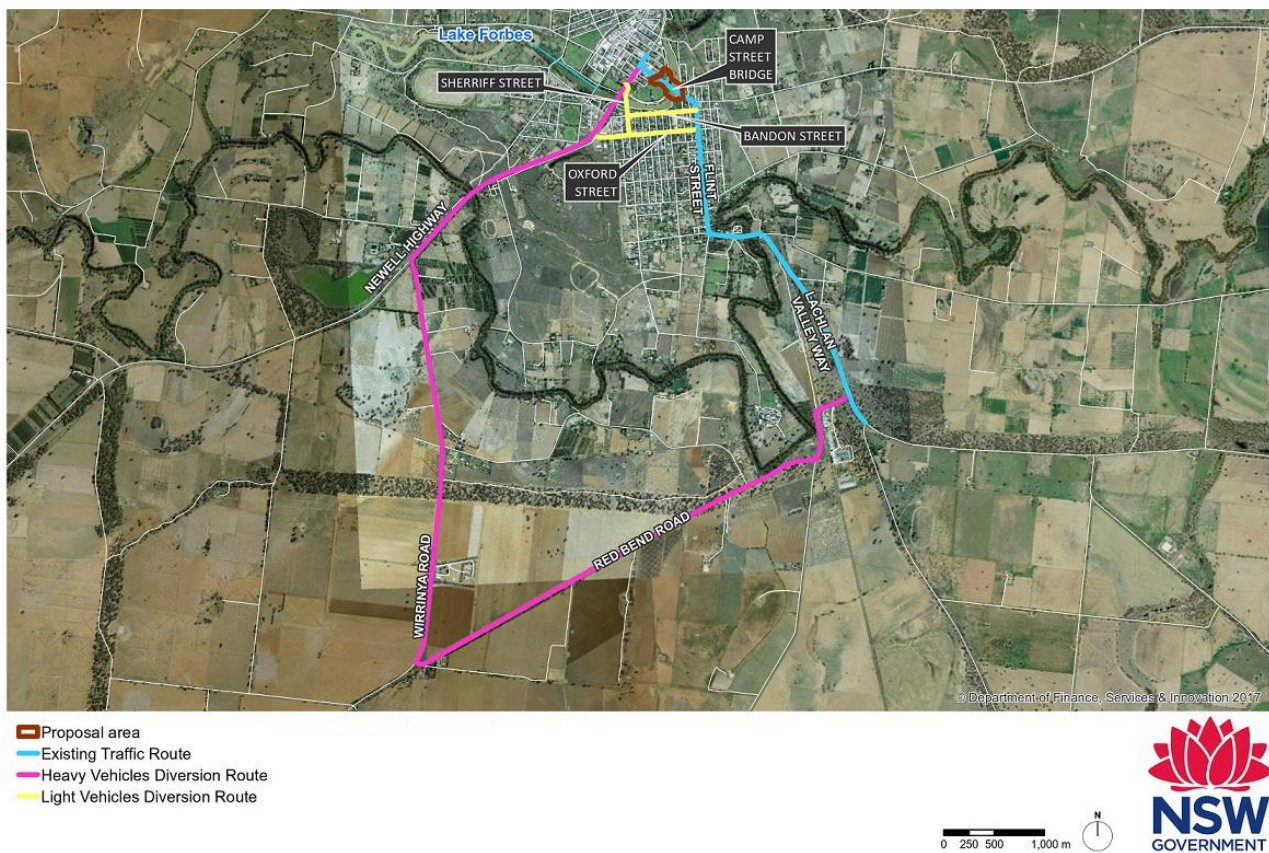 Lake Forbes
CAMP
STREET
BRIDGE
SHERRIFF STREET
BANDON STREET
OXFORD
STREET
FLINT
STREET
NEWELL HIGHWAY
LACHLAN
VALLEY WAY
RED BEND ROAD
WIRRINYA ROAD
© Department of Finance, Services & Innovation 2017
Proposal area
Existing Traffic Route
Heavy Vehicles Diversion Route
Light Vehicles Diversion Route
N
0 250 500 1,000 m
NSW
GOVERNMENT